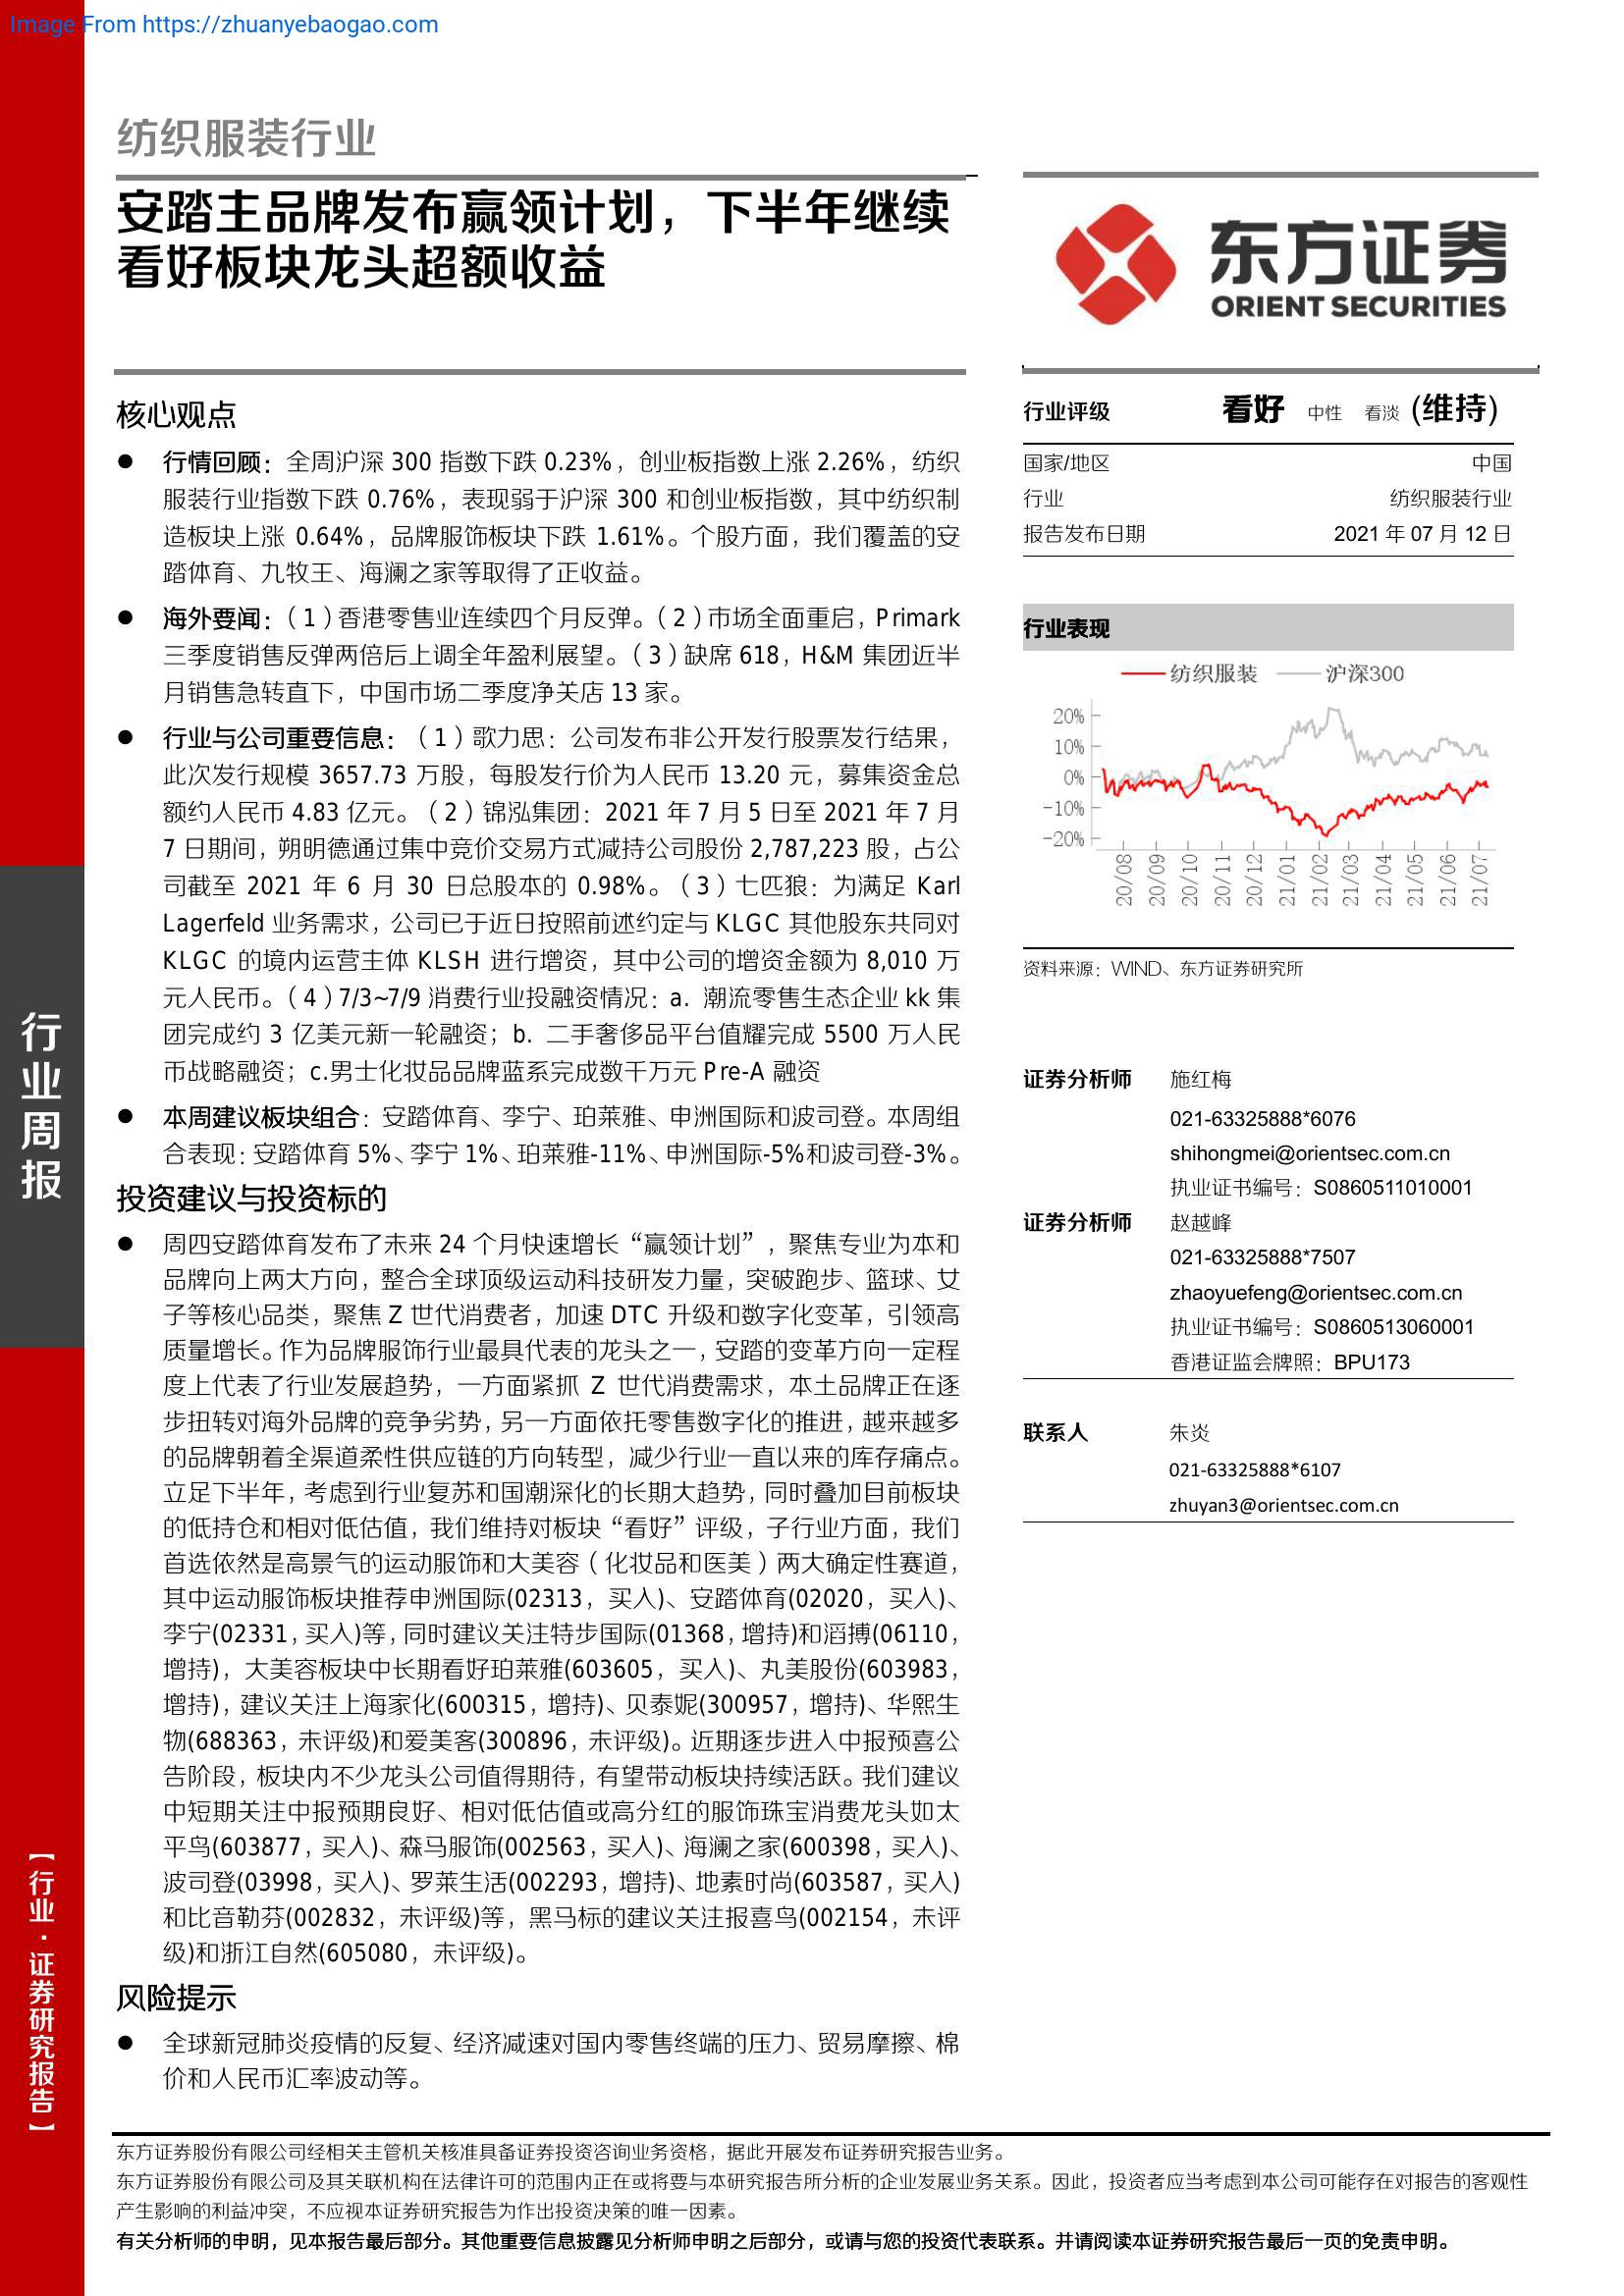 Image From https://zhuanyebaogao.com
纺织服装行业
安踏主品牌发布赢领计划，下半年继续
看好板块龙头超额收益
东方证券
ORIENT SECURITIES
核心观点
● 行情回顾：全周沪深 300 指数下跌 0.23%，创业板指数上涨 2.26%，纺织
服装行业指数下跌 0.76%，表现弱于沪深 300 和创业板指数，其中纺织制
造板块上涨 0.64%，品牌服饰板块下跌 1.61%。个股方面，我们覆盖的安
踏体育、九牧王、海澜之家等取得了正收益。
● 海外要闻：（1）香港零售业连续四个月反弹。（2）市场全面重启，Primark
三季度销售反弹两倍后上调全年盈利展望。（3）缺席 618，H&M 集团近半
月销售急转直下，中国市场二季度净关店 13 家。
● 行业与公司重要信息：（1）歌力思：公司发布非公开发行股票发行结果，
此次发行规模 3657.73 万股，每股发行价为人民币 13.20 元，募集资金总
额约人民币 4.83 亿元。（2）锦泓集团：2021 年 7 月 5 日至 2021 年 7 月
7 日期间，朔明德通过集中竞价交易方式减持公司股份 2,787,223 股，占公
司截至 2021 年 6 月 30 日总股本的 0.98%。（3）七匹狼：为满足 Karl
Lagerfeld 业务需求，公司已于近日按照前述约定与 KLGC 其他股东共同对
KLGC 的境内运营主体 KLSH 进行增资，其中公司的增资金额为 8,010 万
元人民币。（4）7/3~7/9 消费行业投融资情况：a. 潮流零售生态企业 kk 集
团完成约 3 亿美元新一轮融资；b. 二手奢侈品平台值耀完成 5500 万人民
币战略融资；c.男士化妆品品牌蓝系完成数千万元 Pre-A 融资
● 本周建议板块组合：安踏体育、李宁、珀莱雅、申洲国际和波司登。本周组
合表现：安踏体育 5%、李宁 1%、珀莱雅-11%、申洲国际-5%和波司登-3%。
投资建议与投资标的
● 周四安踏体育发布了未来 24 个月快速增长“赢领计划”，聚焦专业为本和
品牌向上两大方向，整合全球顶级运动科技研发力量，突破跑步、篮球、女
子等核心品类，聚焦 Z 世代消费者，加速 DTC 升级和数字化变革，引领高
质量增长。作为品牌服饰行业最具代表的龙头之一，安踏的变革方向一定程
度上代表了行业发展趋势，一方面紧抓 Z 世代消费需求，本土品牌正在逐
步扭转对海外品牌的竞争劣势，另一方面依托零售数字化的推进，越来越多
的品牌朝着全渠道柔性供应链的方向转型，减少行业一直以来的库存痛点。
立足下半年，考虑到行业复苏和国潮深化的长期大趋势，同时叠加目前板块
的低持仓和相对低估值，我们维持对板块“看好”评级，子行业方面，我们
首选依然是高景气的运动服饰和大美容（化妆品和医美）两大确定性赛道，
其中运动服饰板块推荐申洲国际(02313，买入)、安踏体育(02020，买入)、
李宁(02331，买入)等，同时建议关注特步国际(01368，增持)和滔搏(06110，
增持)，大美容板块中长期看好珀莱雅(603605，买入)、丸美股份(603983，
增持)，建议关注上海家化(600315，增持)、贝泰妮(300957，增持)、华熙生
物(688363，未评级)和爱美客(300896，未评级)。近期逐步进入中报预喜公
告阶段，板块内不少龙头公司值得期待，有望带动板块持续活跃。我们建议
中短期关注中报预期良好、相对低估值或高分红的服饰珠宝消费龙头如太
平鸟(603877，买入)、森马服饰(002563，买入)、海澜之家(600398，买入)、
波司登(03998，买入)、罗莱生活(002293，增持)、地素时尚(603587，买入)
和比音勒芬(002832，未评级)等，黑马标的建议关注报喜鸟(002154，未评
级)和浙江自然(605080，未评级)。
风险提示
● 全球新冠肺炎疫情的反复、经济减速对国内零售终端的压力、贸易摩擦、棉
价和人民币汇率波动等。
行业评级 看好 中性 看淡 (维持)
国家/地区 中国
行业 纺织服装行业
报告发布日期 2021 年 07 月 12 日
行业表现
纺织服装 沪深300
20%
10%
0%
-10%
-20%
20/08 20/09 20/10 20/11 20/12 21/01 21/02 21/03 21/04 21/05 21/06 21/07
资料来源：WIND、东方证券研究所
证券分析师 施红梅
021-63325888*6076
shihongmei@orientsec.com.cn
执业证书编号：S0860511010001
证券分析师 赵越峰
021-63325888*7507
zhaoyuefeng@orientsec.com.cn
执业证书编号：S0860513060001
香港证监会牌照：BPU173
联系人 朱炎
021-63325888*6107
zhuyan3@orientsec.com.cn
行业周报
【行业·证券研究报告】
东方证券股份有限公司经相关主管机关核准具备证券投资咨询业务资格，据此开展发布证券研究报告业务。
东方证券股份有限公司及其关联机构在法律许可的范围内正在或将要与本研究报告所分析的企业发展业务关系。因此，投资者应当考虑到本公司可能存在对报告的客观性
产生影响的利益冲突，不应视本证券研究报告为作出投资决策的唯一因素。
有关分析师的申明，见本报告最后部分。其他重要信息披露见分析师申明之后部分，或请与您的投资代表联系。并请阅读本证券研究报告最后一页的免责申明。